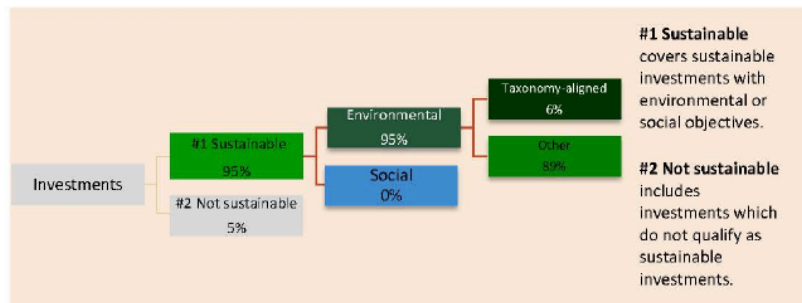 Investments
#1 Sustainable
95%
#2 Not sustainable
5%
Environmental
95%
Social
0%
Taxonomy-aligned
6%
Other
89%
#1 Sustainable
covers sustainable
investments with
environmental or
social objectives.
#2 Not sustainable
includes
investments which
do not qualify as
sustainable
investments.